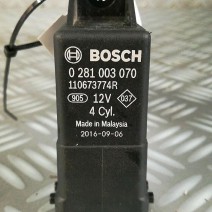 BOSCH
0 281 003 070
110673774R
905 12V 037
4 Cyl.
Made in Malaysia
2016-09-06